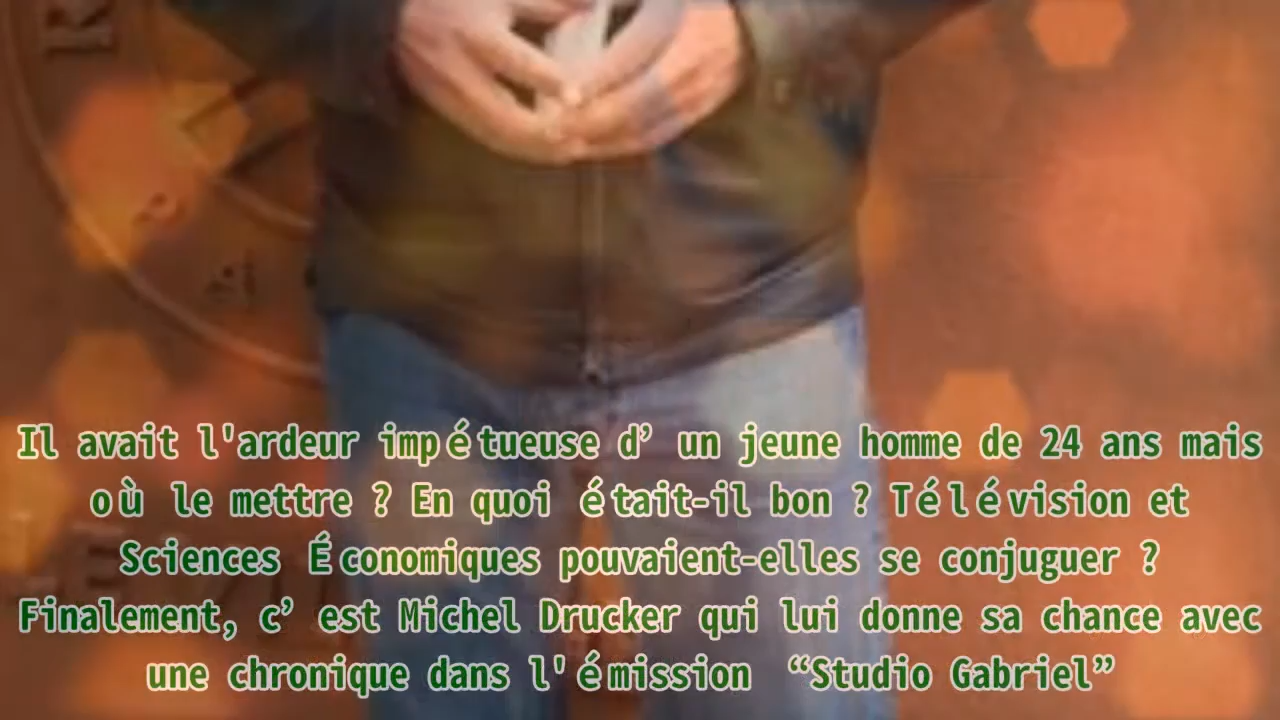 Il avait l'ardeur impétueuse d’ un jeune homme de 24 ans mais
où le mettre ? En quoi était-il bon ? Télévision et
Sciences Économiques pouvaient-elles se conjuguer ?
Finalement, c’ est Michel Drucker qui lui donne sa chance avec
une chronique dans l'émission “Studio Gabriel”